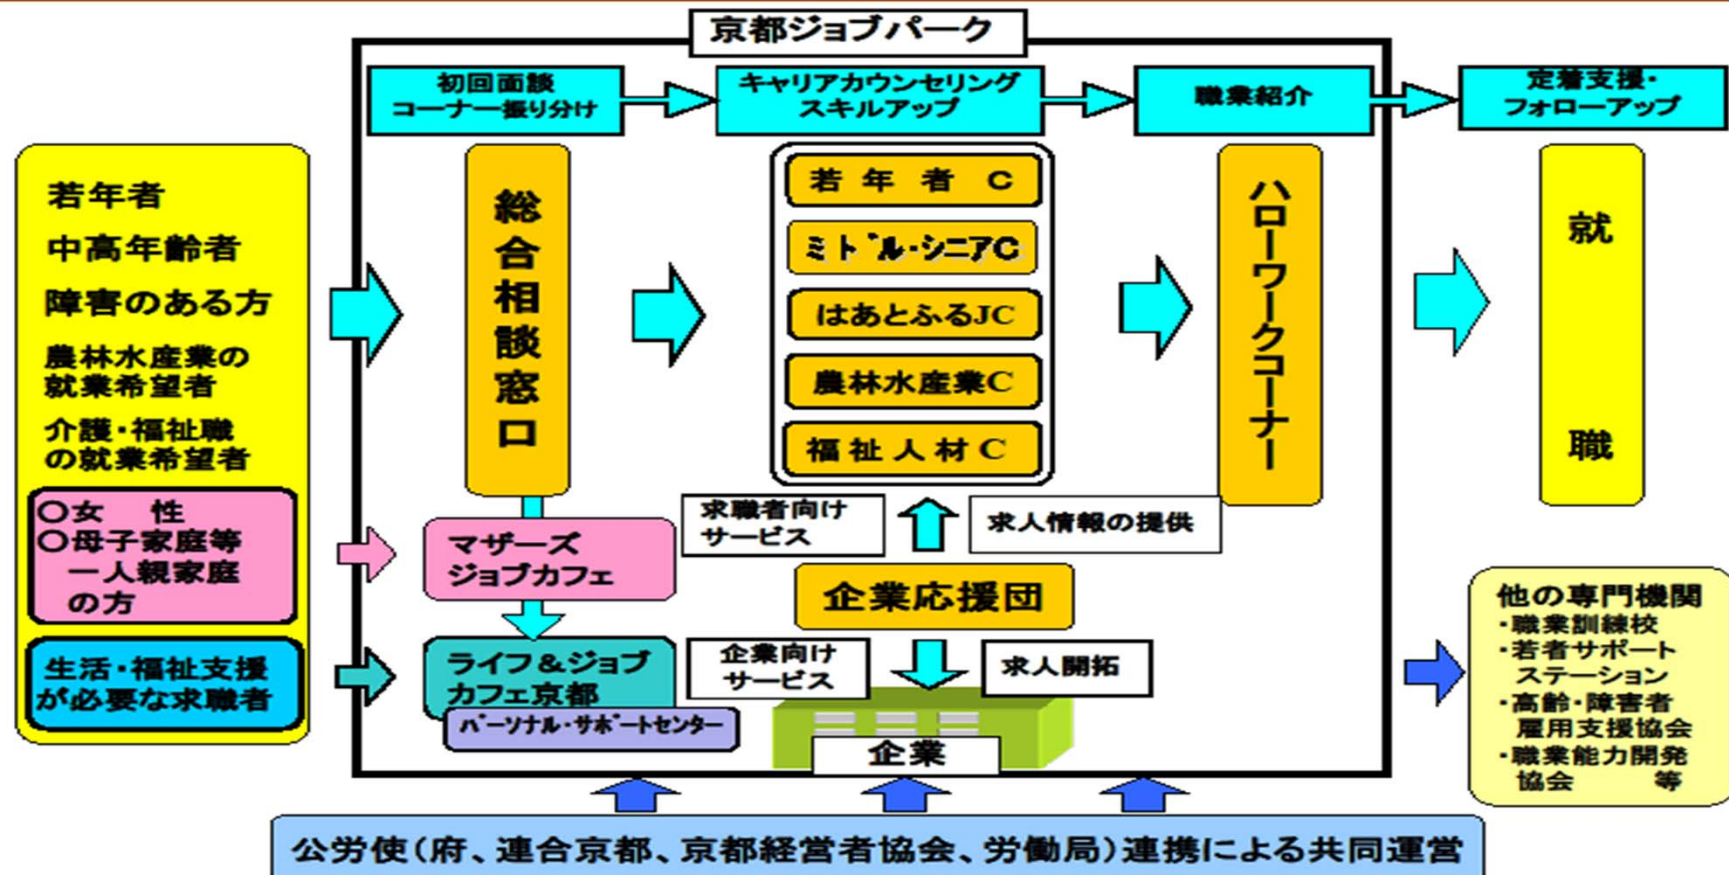 京都ジョブパーク
初回面談
コーナー振り分け
キャリアカウンセリング
スキルアップ
職業紹介
定着支援・
フォローアップ
若年者
中高年齢者
障害のある方
農林水産業の
就業希望者
介護・福祉職
の就業希望者
○女　性
○母子家庭等
一人親家庭
の方
生活・福祉支援
が必要な求職者
総合相談窓口
マザーズ
ジョブカフェ
ライフ&ジョブ
カフェ京都
パーソナル・サポートセンター
若年者C
ミドル・シニアC
はあとふるJC
農林水産業C
福祉人材C
求職者向け
サービス
求人情報の提供
企業応援団
企業向け
サービス
求人開拓
企業
ハローワークコーナー
就職
他の専門機関
・職業訓練校
・若者サポート
ステーション
・高齢・障害者
雇用支援協会
・職業能力開発
協会　等
公労使(府、連合京都、京都経営者協会、労働局)連携による共同運営